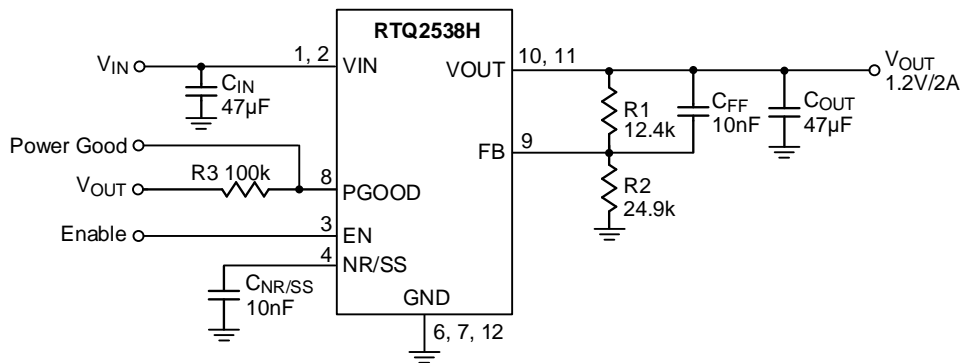 RTQ2538H
VIN
1, 2
VIN
CIN
47µF
VOUT
10, 11
VOUT
1.2V/2A
R1
12.4k
CFF
10nF
COUT
47µF
FB
9
R2
24.9k
Power Good
VOUT
R3 100k
8
PGOOD
Enable
3
EN
4
NR/SS
CNR/SS
10nF
GND
6, 7, 12